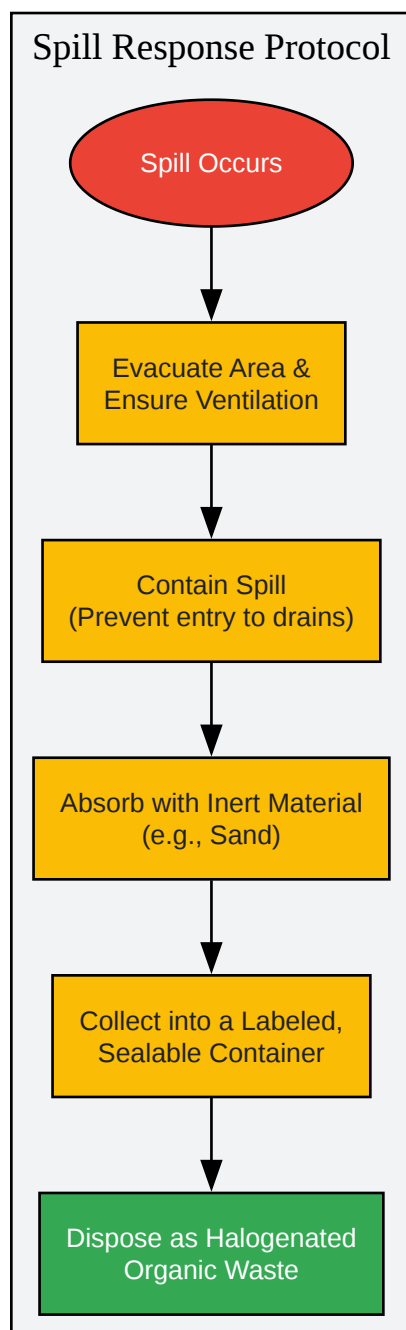 Spill Response Protocol
Spill Occurs
Evacuate Area &
Ensure Ventilation
Contain Spill
(Prevent entry to drains)
Absorb with Inert Material
(e.g., Sand)
Collect into a Labeled,
Sealable Container
Dispose as Halogenated
Organic Waste